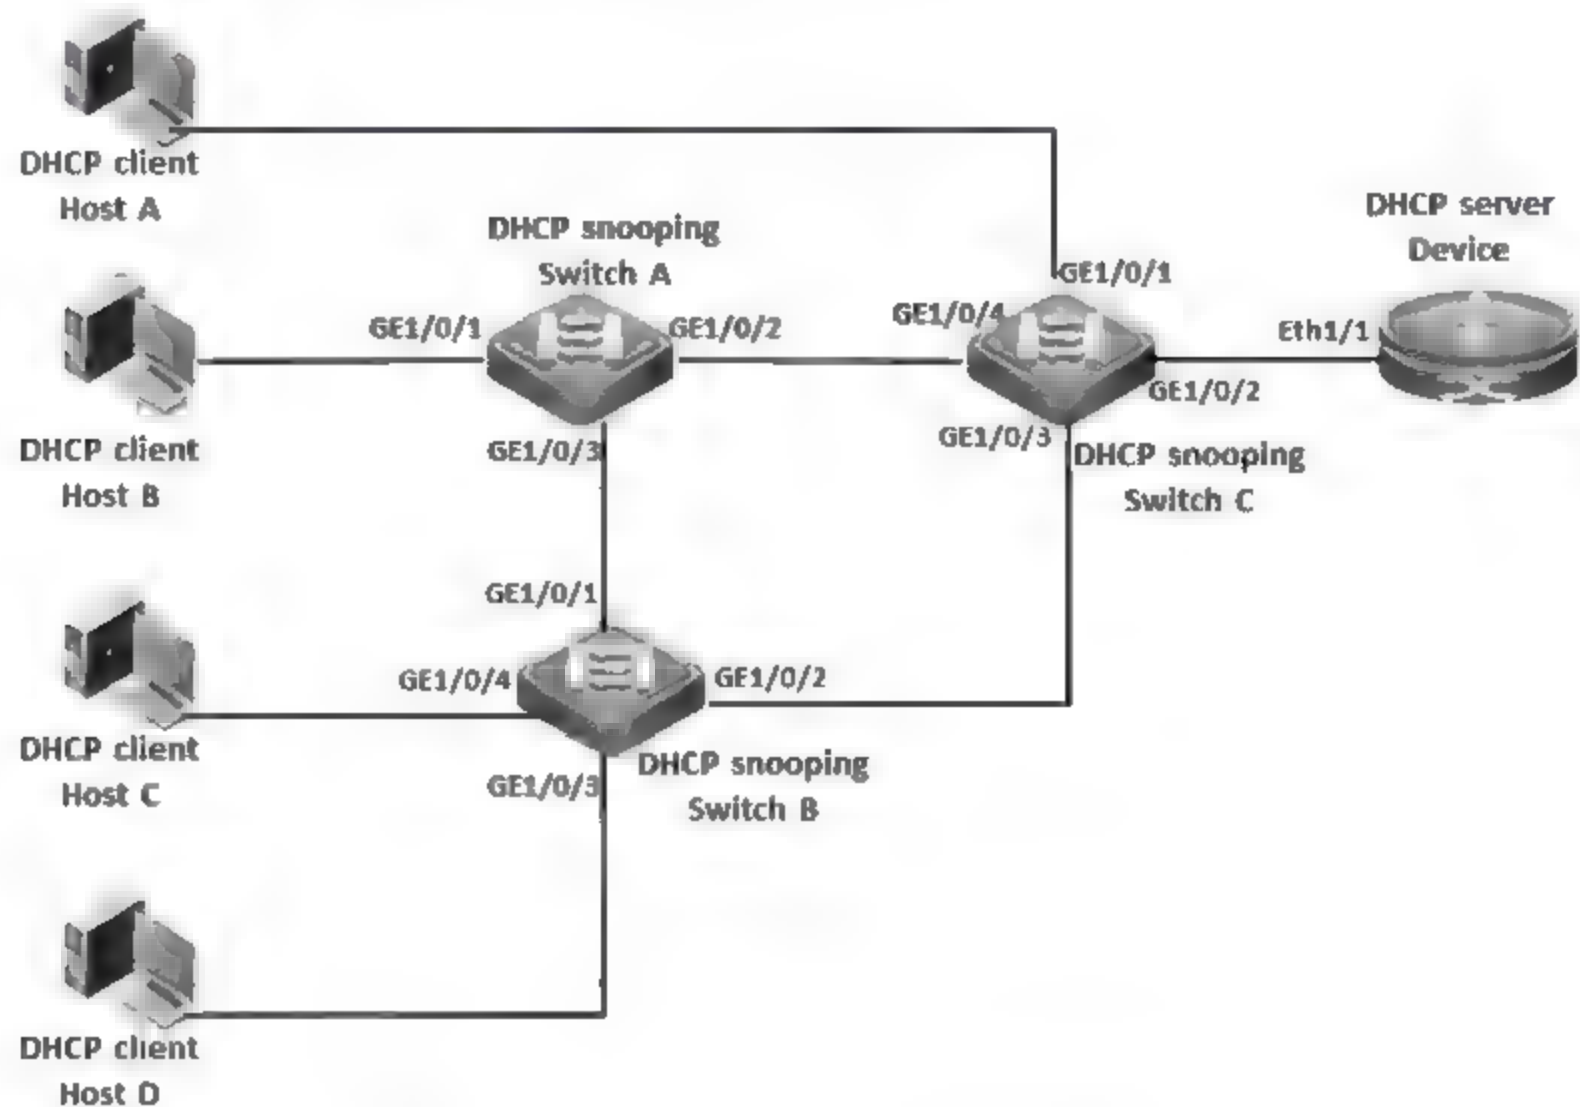 DHCP client
Host A
DHCP snooping
Switch A
DHCP server
Device
GE1/0/1
GE1/0/4
GE1/0/1
GE1/0/2
Eth1/1
GE1/0/2
GE1/0/3
DHCP snooping
Switch C
DHCP client
Host B
GE1/0/3
GE1/0/1
GE1/0/4
GE1/0/2
DHCP client
Host C
GE1/0/3
DHCP snooping
Switch B
DHCP client
Host D